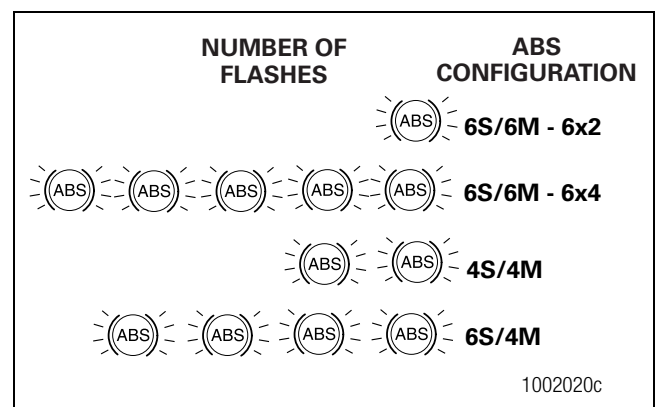 NUMBER OF FLASHES
ABS CONFIGURATION
ABS 6S/6M - 6x2
ABS ABS ABS ABS ABS 6S/6M - 6x4
ABS ABS 4S/4M
ABS ABS ABS ABS 6S/4M
1002020c